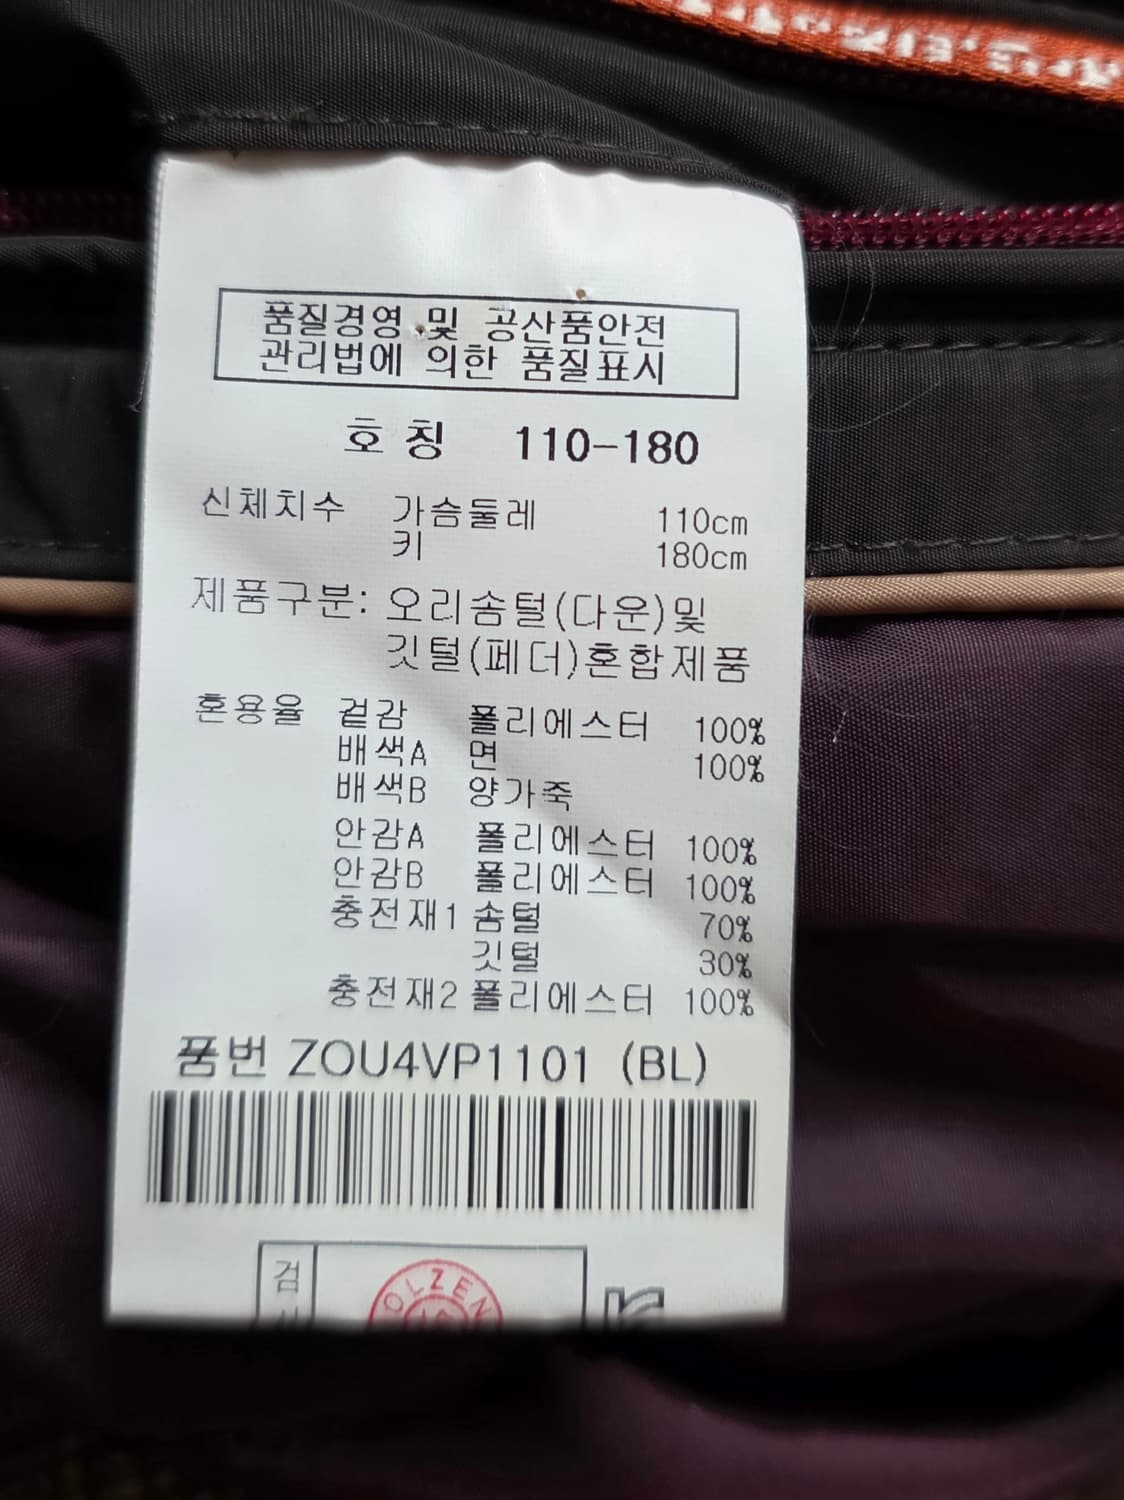 품질경영 및 공산품안전
관리법에 의한 품질표시
호칭 110-180
신체치수 가슴둘레 110cm
키 180cm
제품구분: 오리솜털(다운)및
깃털(페더)혼합제품
혼용율 겉감 폴리에스터 100%
배색A 면 100%
배색B 양가죽
안감A 폴리에스터 100%
안감B 폴리에스터 100%
충전재1 솜털 70%
깃털 30%
충전재2 폴리에스터 100%
품번 ZOU4VP1101 (BL)
검
OLZEN